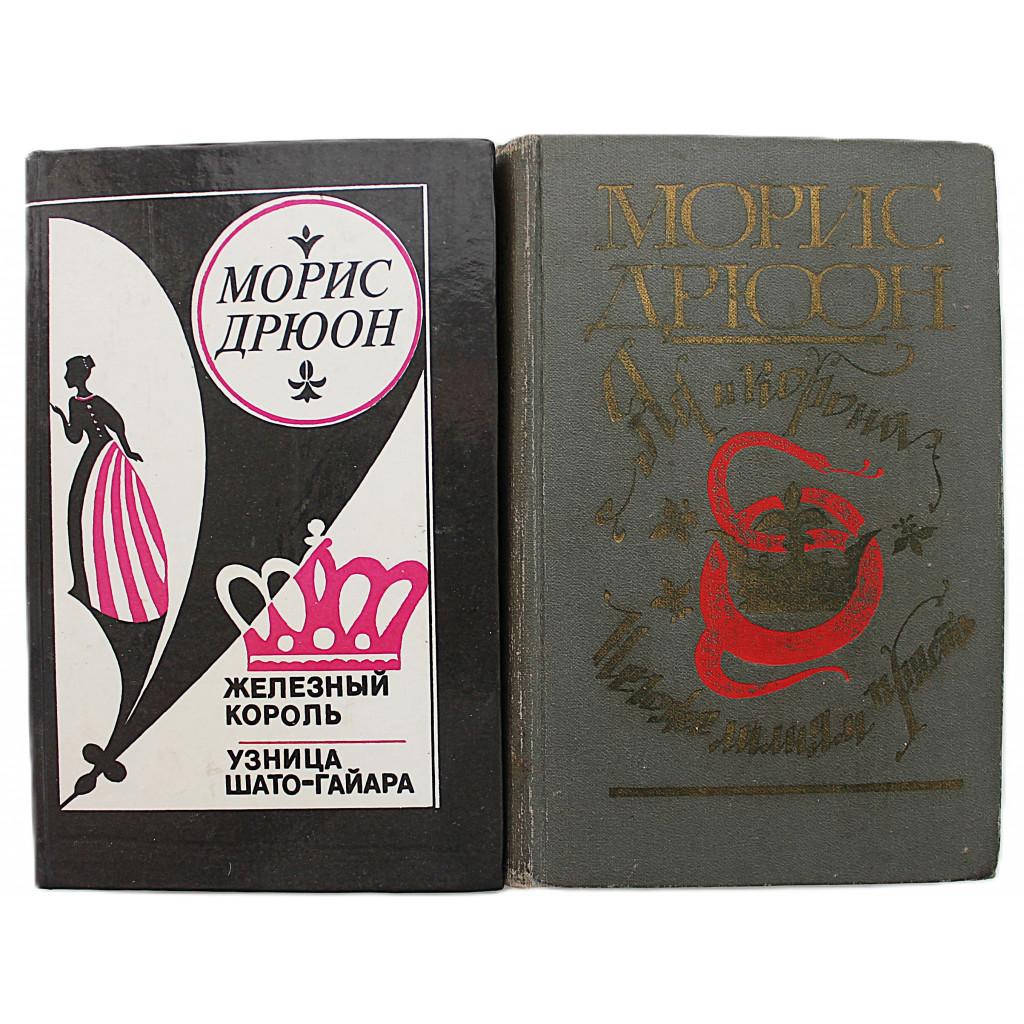 МОРИС
ДРЮОН
ЖЕЛЕЗНЫЙ
КОРОЛЬ
УЗНИЦА
ШАТО-ГАЙАРА
МОРИС
ДРЮОН
Яд и корона
Негоже лилиям прясть